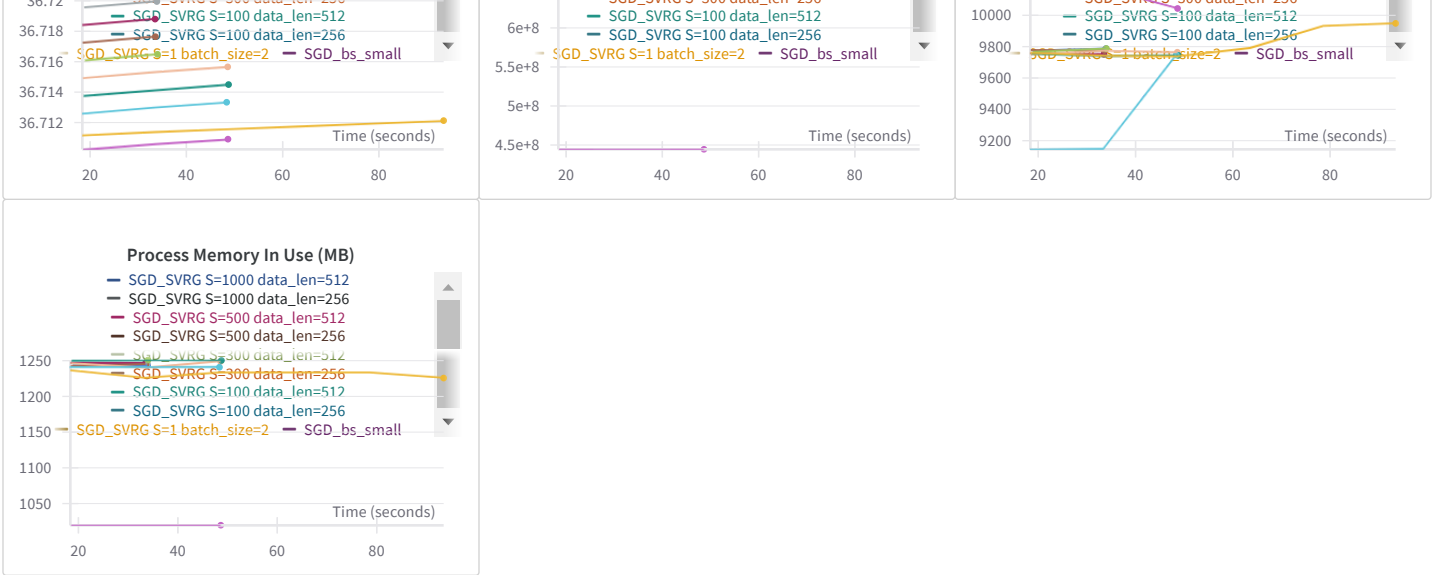 36.72
SGD_SVRG S=100 data_len=512
36.718
SGD_SVRG S=100 data_len=256
SGD_SVRG S=1 batch_size=2
SGD_bs_small
36.716
36.714
36.712
Time (seconds)
20 40 60 80
6e+8
SGD_SVRG S=100 data_len=512
SGD_SVRG S=100 data_len=256
SGD_SVRG S=1 batch_size=2
SGD_bs_small
5.5e+8
5e+8
4.5e+8
Time (seconds)
20 40 60 80
10000
SGD_SVRG S=100 data_len=512
SGD_SVRG S=100 data_len=256
9800
SGD_SVRG S=1 batch_size=2
SGD_bs_small
9600
9400
9200
Time (seconds)
20 40 60 80
Process Memory In Use (MB)
SGD_SVRG S=1000 data_len=512
SGD_SVRG S=1000 data_len=256
SGD_SVRG S=500 data_len=512
SGD_SVRG S=500 data_len=256
SGD_SVRG S=300 data_len=512
1250
SGD_SVRG S=300 data_len=256
SGD_SVRG S=100 data_len=512
1200
SGD_SVRG S=100 data_len=256
1150
SGD_SVRG S=1 batch_size=2
SGD_bs_small
1100
1050
Time (seconds)
20 40 60 80